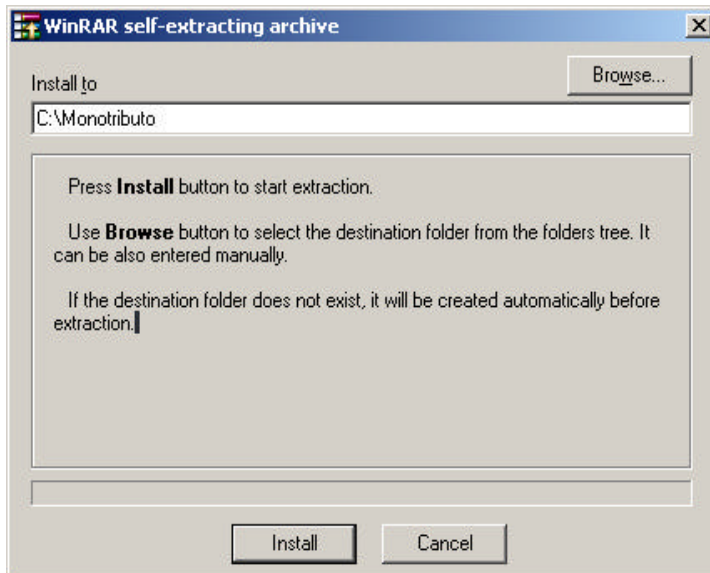 WinRAR self-extracting archive
Install to
Browse...
C:\Monotributo
Press Install button to start extraction.
Use Browse button to select the destination folder from the folders tree. It
can be also entered manually.
If the destination folder does not exist, it will be created automatically before
extraction.
Install
Cancel